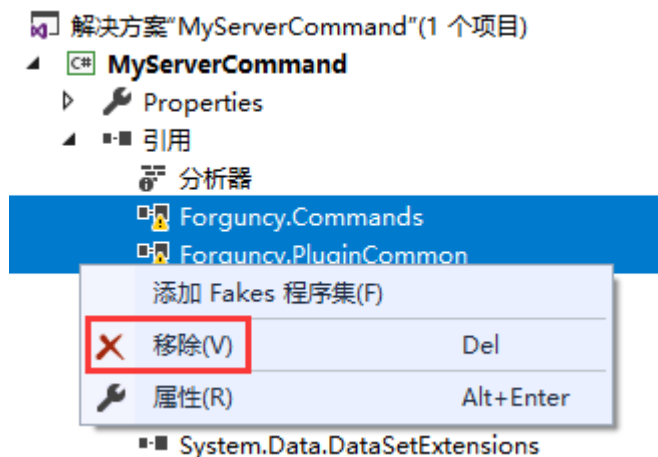 解决方案"MyServerCommand"(1 个项目)
C# MyServerCommand
Properties
引用
分析器
Forguncy.Commands
Forguncy.PluginCommon
添加 Fakes 程序集(F)
移除(V) Del
属性(R) Alt+Enter
System.Data.DataSetExtensions